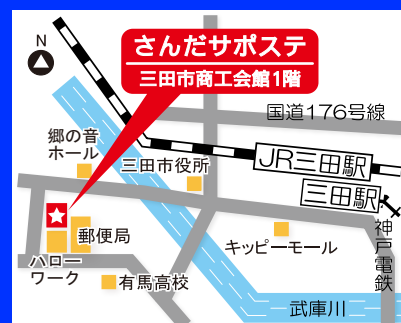 N
さんだサポステ
三田市商工会館1階
国道176号線
郷の音
ホール
三田市役所
JR三田駅
三田駅
神戸電鉄
郵便局
ハロー
ワーク
キッピーモール
有馬高校
武庫川